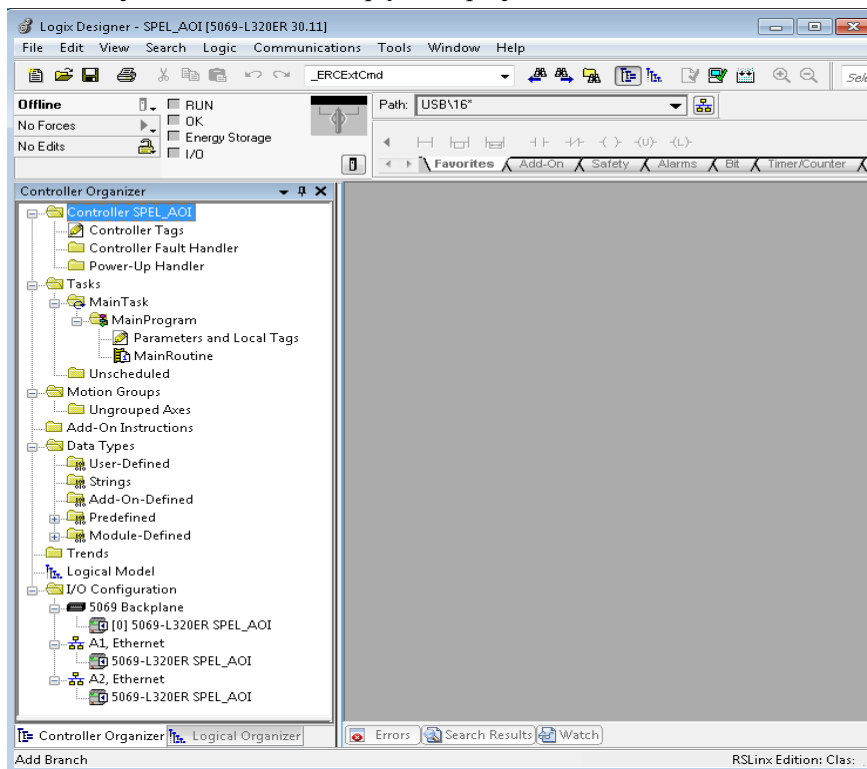 Logix Designer - SPEL_AOI [5069-L320ER 30.11]
File Edit View Search Logic Communications Tools Window Help
_ERCExtCmd
Sele
Offline
RUN
No Forces
OK
No Edits
Energy Storage
I/O
Path: USB\16*
Favorites Add-On Safety Alarms Bit Timer/Counter
Controller Organizer
Controller SPEL_AOI
Controller Tags
Controller Fault Handler
Power-Up Handler
Tasks
MainTask
MainProgram
Parameters and Local Tags
MainRoutine
Unscheduled
Motion Groups
Ungrouped Axes
Add-On Instructions
Data Types
User-Defined
Strings
Add-On-Defined
Predefined
Module-Defined
Trends
Logical Model
I/O Configuration
5069 Backplane
[0] 5069-L320ER SPEL_AOI
A1, Ethernet
5069-L320ER SPEL_AOI
A2, Ethernet
5069-L320ER SPEL_AOI
Controller Organizer Logical Organizer
Errors Search Results Watch
Add Branch
RSLinx Edition: Clas: